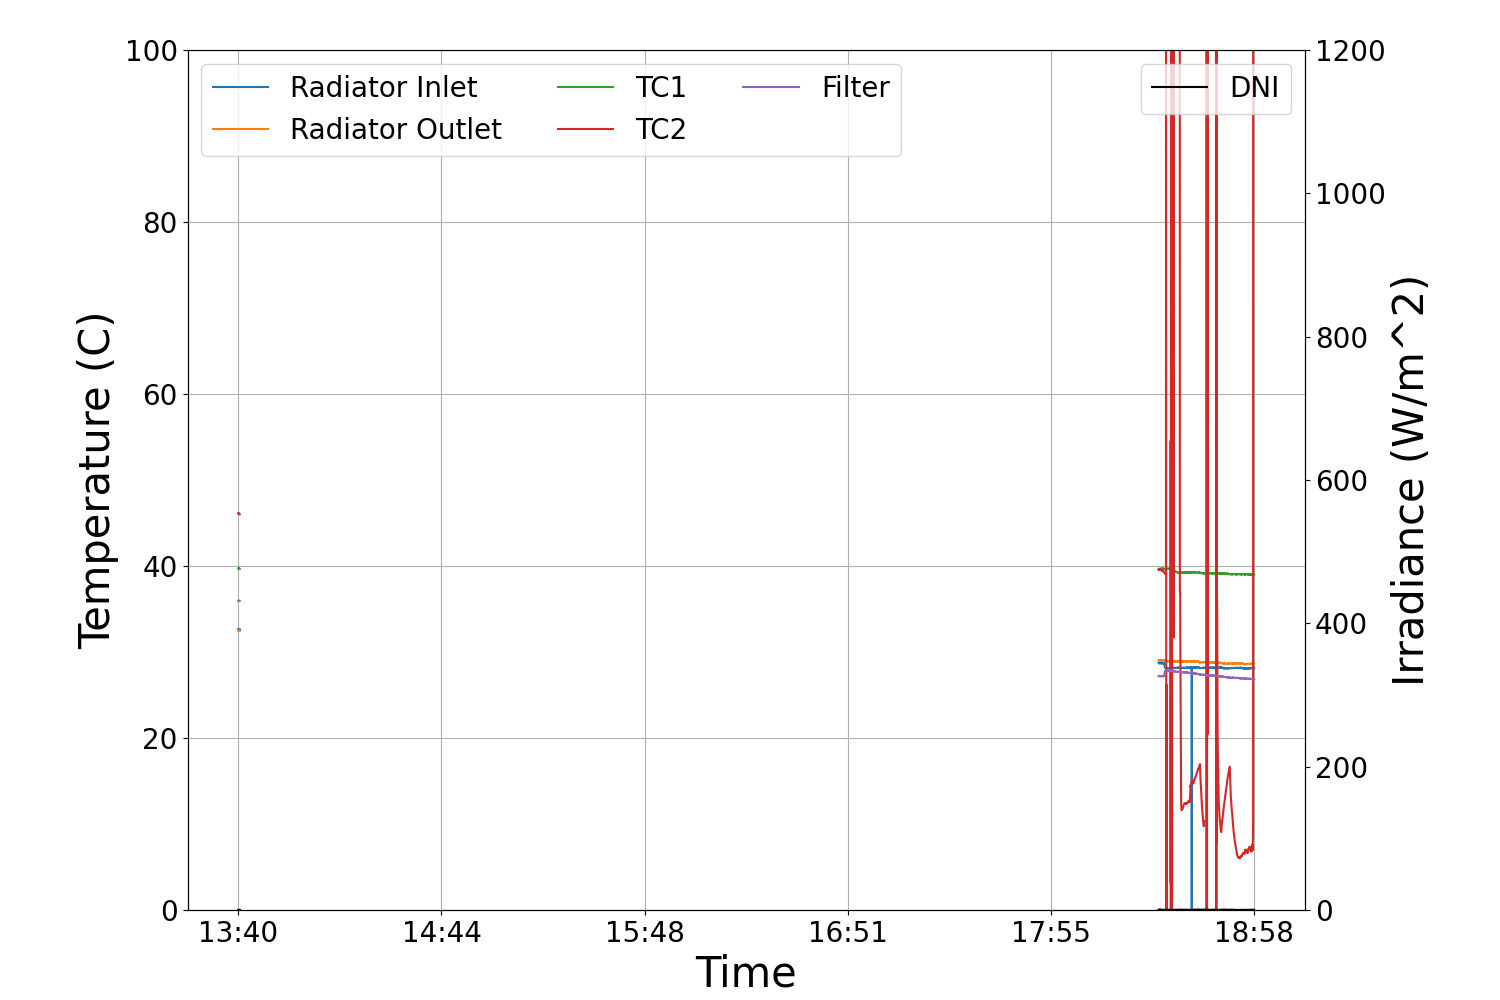 100
80
60
40
20
0
Temperature (C)
Radiator Inlet
Radiator Outlet
TC1
TC2
Filter
DNI
1200
1000
800
600
400
200
0
Irradiance (W/m^2)
13:40 14:44 15:48 16:51 17:55 18:58
Time